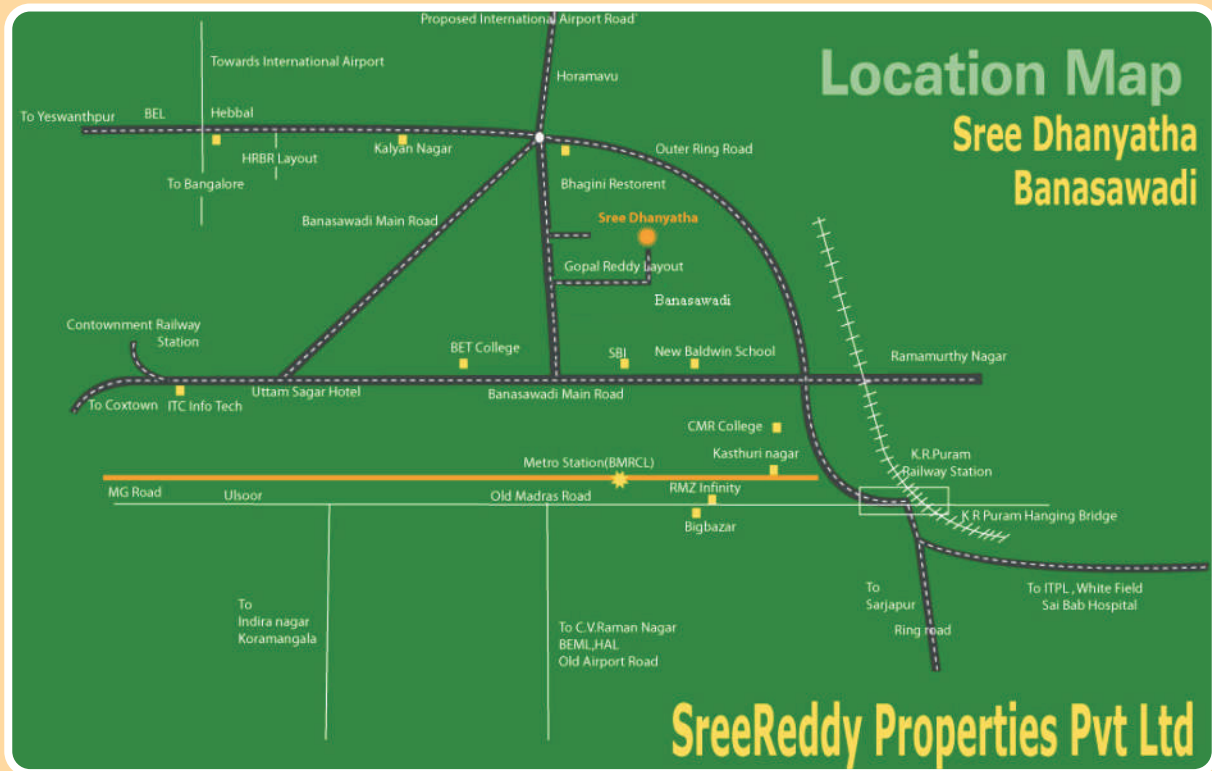 Proposed International Airport Road`
Towards International Airport
Horamavu
Location Map
Sree Dhanyatha
Banasawadi
To Yeswanthpur
BEL
Hebbal
HRBR Layout
Kalyan Nagar
Outer Ring Road
To Bangalore
Bhagini Restorent
Banasawadi Main Road
Sree Dhanyatha
Gopal Reddy Layout
Banasawadi
Contownment Railway
Station
BET College
SBI
New Baldwin School
Ramamurthy Nagar
To Coxtown
ITC Info Tech
Uttam Sagar Hotel
Banasawadi Main Road
CMR College
Kasthuri nagar
Metro Station(BMRCL)
K.R.Puram
Railway Station
MG Road
Ulsoor
Old Madras Road
RMZ Infinity
Bigbazar
K R Puram Hanging Bridge
To
Indira nagar
Koramangala
To C.V.Raman Nagar
BEML,HAL
Old Airport Road
To
Sarjapur
Ring road
To ITPL , White Field
Sai Bab Hospital
SreeReddy Properties Pvt Ltd